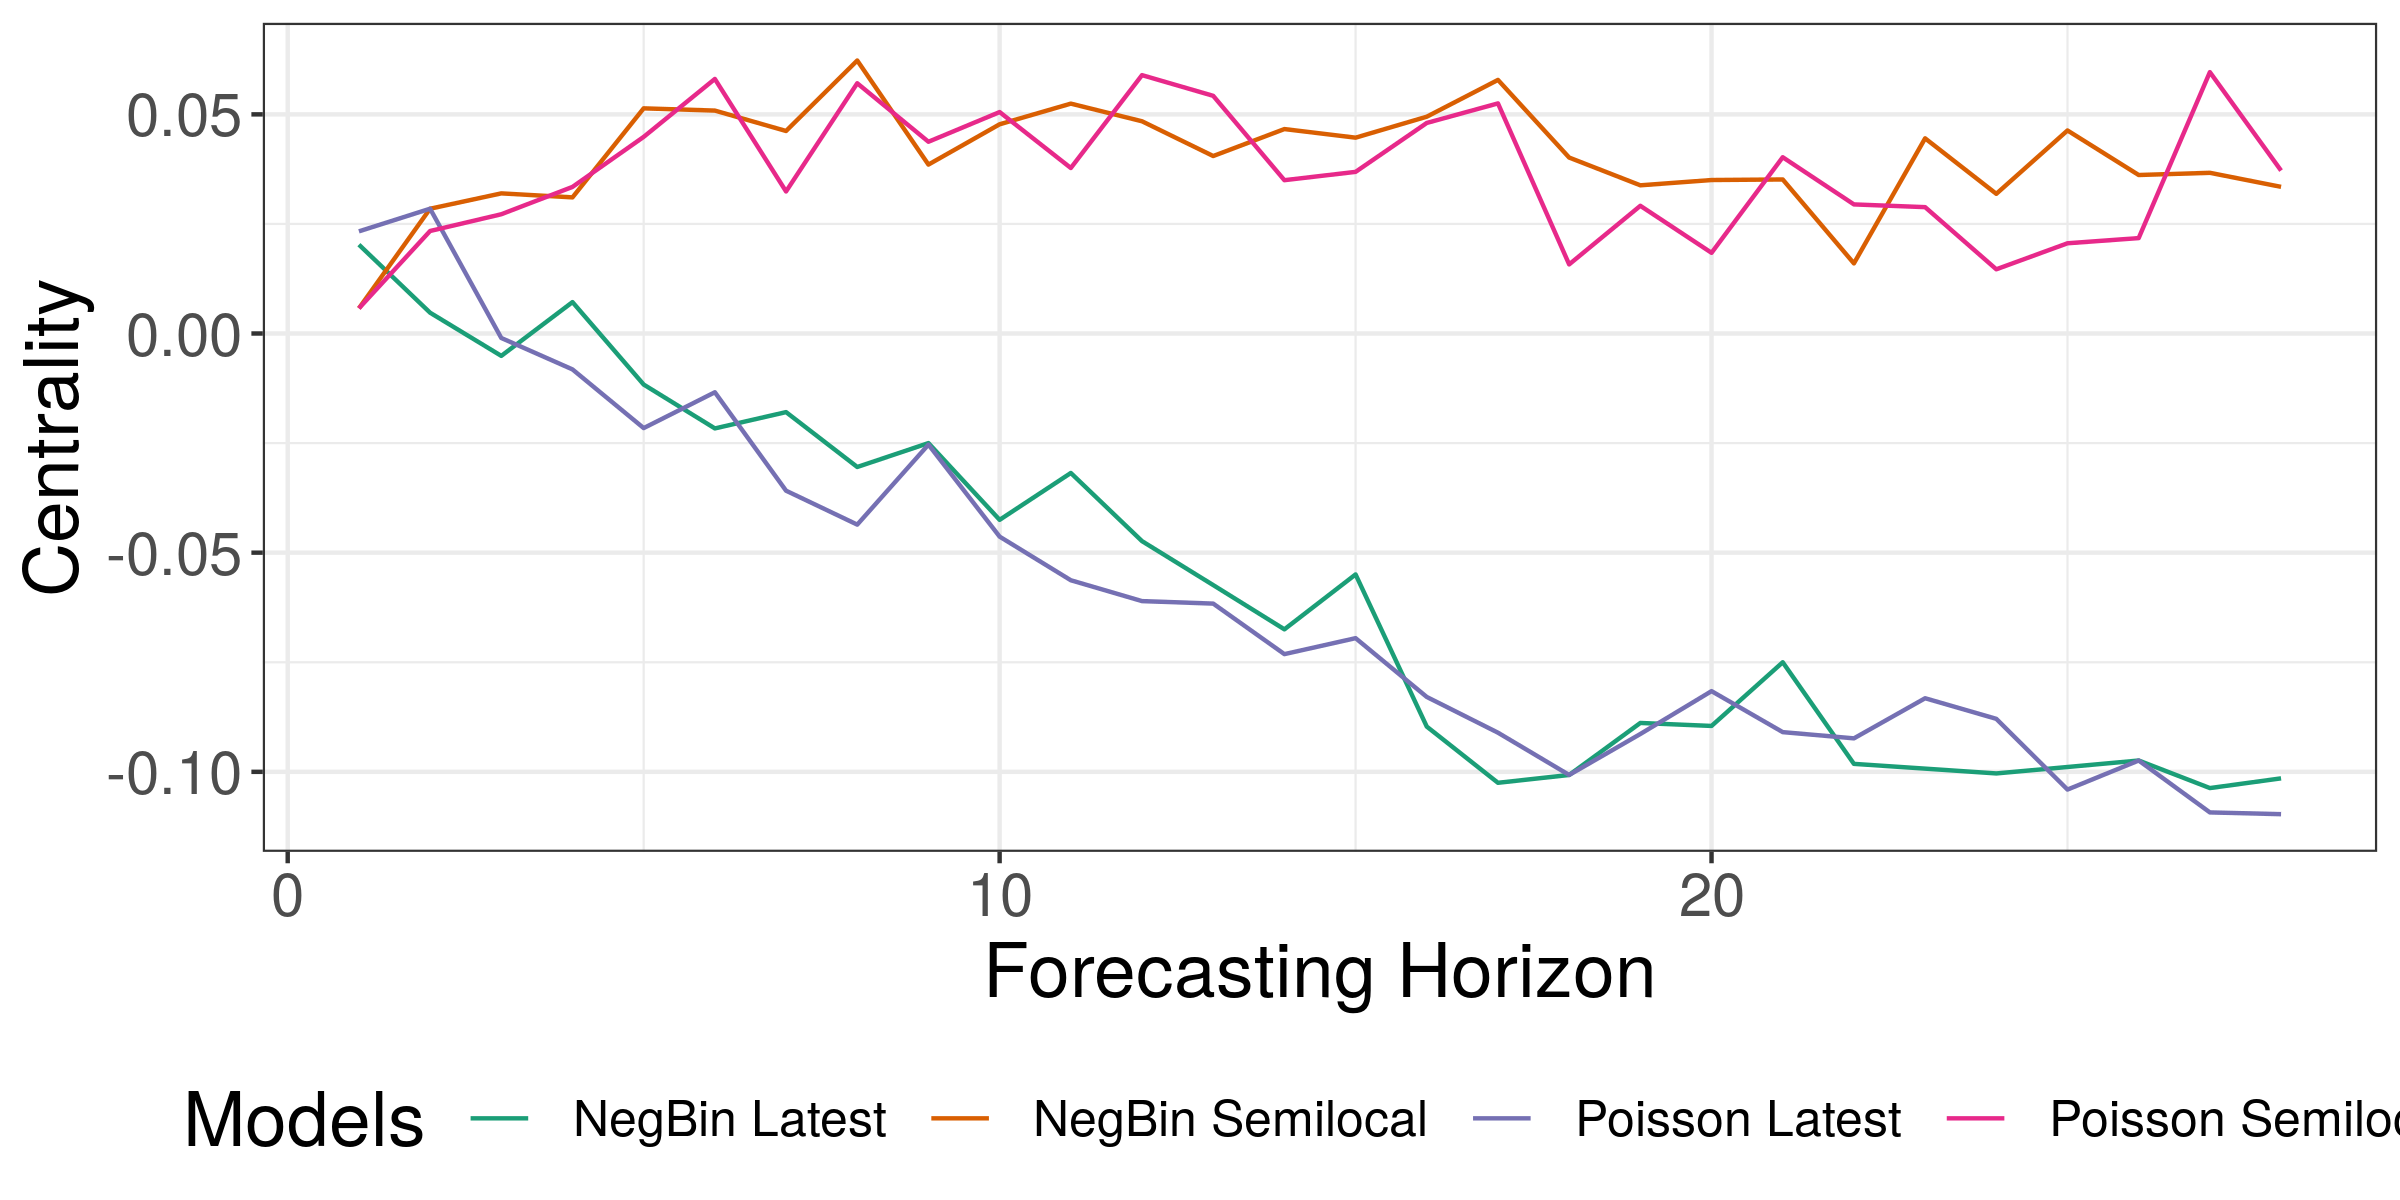 Centrality
0.05
0.00
-0.05
-0.10
0 10 20
Forecasting Horizon
Models NegBin Latest NegBin Semilocal Poisson Latest Poisson